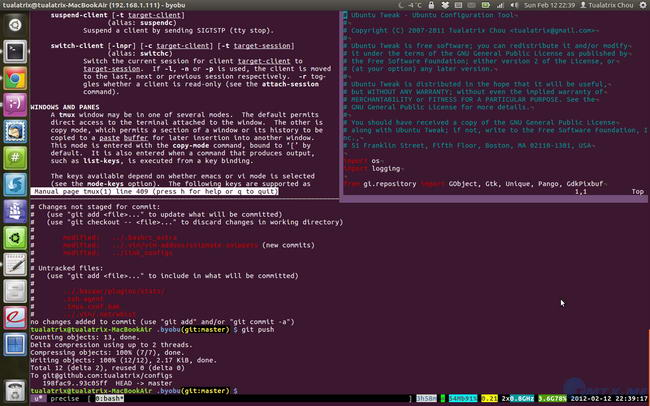 tualatrix@tualatrix-MacBookAir (192.168.1.111) - byobu
-4 °C
Sun Feb 12 22:39
Tualatrix Chou
suspend-client [-t target-client]
(alias: suspendc)
Suspend a client by sending SIGTSTP (tty stop).
switch-client [-lnpr] [-c target-client] [-t target-session]
(alias: switchc)
Switch the current session for client target-client to
target-session.  If -l, -n or -p is used, the client is moved
to the last, next or previous session respectively.  -r tog‐
gles whether a client is read-only (see the attach-session
command).
WINDOWS AND PANES
A tmux window may be in one of several modes.  The default permits
direct access to the terminal attached to the window.  The other is
copy mode, which permits a section of a window or its history to be
copied to a paste buffer for later insertion into another window.
This mode is entered with the copy-mode command, bound to '[' by
default.  It is also entered when a command that produces output,
such as list-keys, is executed from a key binding.
The keys available depend on whether emacs or vi mode is selected
(see the mode-keys option).  The following keys are supported as
Manual page tmux(1) line 409 (press h for help or q to quit)
# Ubuntu Tweak - Ubuntu Configuration Tool¬
#¬
# Copyright (C) 2007-2011 Tualatrix Chou <tualatrix@gmail.com>¬
#¬
# Ubuntu Tweak is free software; you can redistribute it and/or modify¬
# it under the terms of the GNU General Public License as published by¬
# the Free Software Foundation; either version 2 of the License, or¬
# (at your option) any later version.¬
#¬
# Ubuntu Tweak is distributed in the hope that it will be useful,¬
# but WITHOUT ANY WARRANTY; without even the implied warranty of¬
# MERCHANTABILITY or FITNESS FOR A PARTICULAR PURPOSE. See the¬
# GNU General Public License for more details.¬
#¬
# You should have received a copy of the GNU General Public License¬
# along with Ubuntu Tweak; if not, write to the Free Software Foundation, I
nc.,¬
# 51 Franklin Street, Fifth Floor, Boston, MA 02110-1301, USA¬
¬
import os¬
import logging¬
¬
from gi.repository import GObject, Gtk, Unique, Pango, GdkPixbuf¬
1,1
Top
# Changes not staged for commit:
#   (use "git add <file>..." to update what will be committed)
#   (use "git checkout -- <file>..." to discard changes in working directory)
#
#       modified:   ../.bashrc_extra
#       modified:   ../.vim/vim-addons/snipmate-snippets (new commits)
#       modified:   ../link_configs
#
# Untracked files:
#   (use "git add <file>..." to include in what will be committed)
#
#       ../.bazaar/plugins/stats/
#       .ssh-agent
#       .tmux.conf.bak
#       ../.vim/.netrwhist
no changes added to commit (use "git add" and/or "git commit -a")
tualatrix@tualatrix-MacBookAir .byobu(git:master) $ git push
Counting objects: 13, done.
Delta compression using up to 2 threads.
Compressing objects: 100% (7/7), done.
Writing objects: 100% (12/12), 2.17 KiB, done.
Total 12 (delta 2), reused 0 (delta 0)
To git@github.com:tualatrix/configs
198fac9..93c05ff  HEAD -> master
tualatrix@tualatrix-MacBookAir .byobu(git:master) $
u* precise [ 0:bash* ] 3h58m 54Mb91% 0.21 2x0.8GHz 3.6G78% 2012-02-12 22:39:17